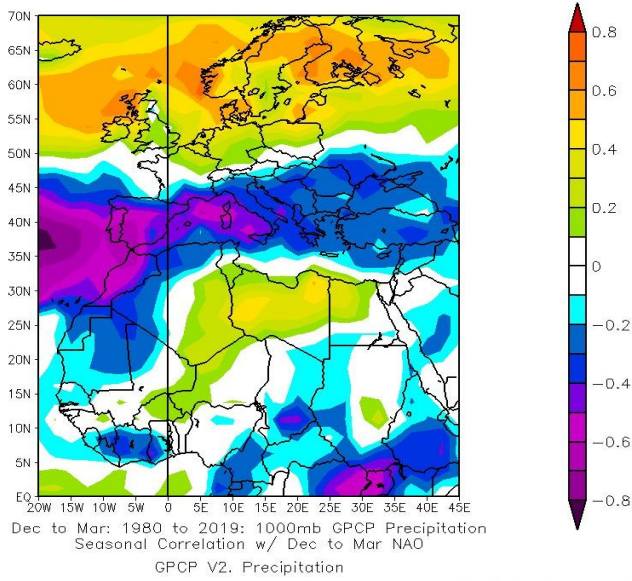 70N
65N
60N
55N
50N
45N
40N
35N
30N
25N
20N
15N
10N
5N
EQ
20W 15W 10W 5W 0 5E 10E 15E 20E 25E 30E 35E 40E 45E
0.8
0.6
0.4
0.2
0
−0.2
−0.4
−0.6
−0.8
Dec to Mar: 1980 to 2019: 1000mb GPCP Precipitation
Seasonal Correlation w/ Dec to Mar NAO
GPCP V2. Precipitation